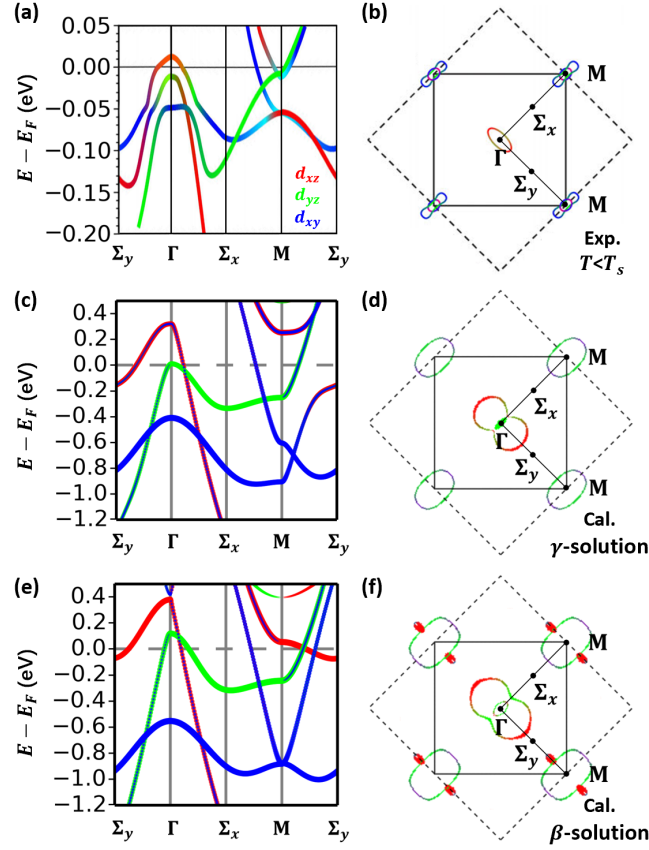 (a)
E − E_F (eV)
0.00
−0.05
−0.10
−0.15
−0.20
d_xz
d_yz
d_xy
Σ_y Γ Σ_x M Σ_y
(b)
M
Σ_x
Γ
Σ_y
M
Exp.
T<T_s
(c)
E − E_F (eV)
0.4
0.2
0.0
−0.2
−0.4
−0.6
−0.8
−1.0
−1.2
Σ_y Γ Σ_x M Σ_y
(d)
M
Σ_x
Γ
Σ_y
M
Cal.
γ-solution
(e)
E − E_F (eV)
0.4
0.2
0.0
−0.2
−0.4
−0.6
−0.8
−1.0
−1.2
Σ_y Γ Σ_x M Σ_y
(f)
M
Σ_x
Γ
Σ_y
M
Cal.
β-solution